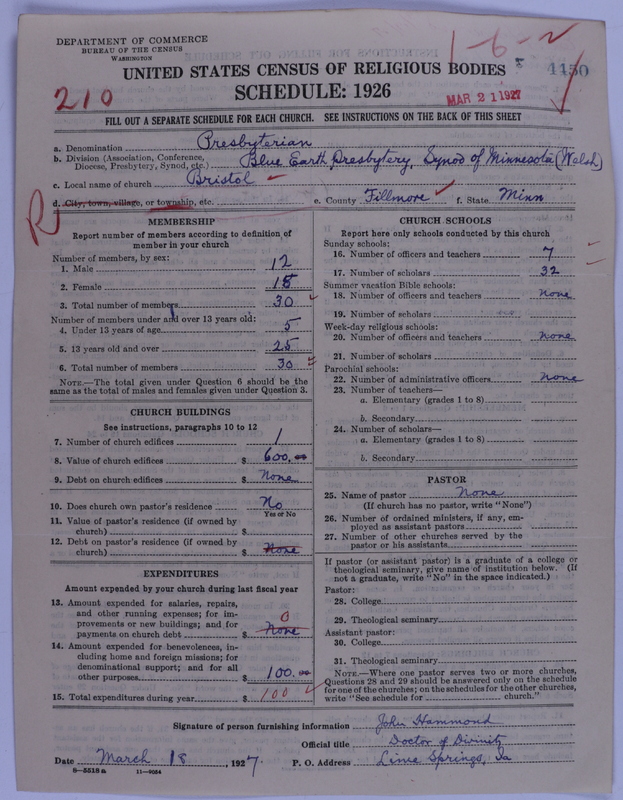 1-6-2
DEPARTMENT OF COMMERCE
BUREAU OF THE CENSUS
WASHINGTON
UNITED STATES CENSUS OF RELIGIOUS BODIES
4150
210
SCHEDULE: 1926
MAR 21 1927
FILL OUT A SEPARATE SCHEDULE FOR EACH CHURCH. SEE INSTRUCTIONS ON THE BACK OF THIS SHEET
a. Denomination Presbyterian
b. Division (Association, Conference, Diocese, Presbytery, Synod, etc.) Blue Earth Presbytery, Synod of Minnesota (Welsh)
c. Local name of church Bristol
d. City, town, village, or township, etc. e. County Fillmore f. State Minn
R
MEMBERSHIP
Report number of members according to definition of
member in your church
Number of members, by sex:
1. Male 12
2. Female 18
3. Total number of members 30
Number of members under and over 13 years old:
4. Under 13 years of age 5
5. 13 years old and over 25
6. Total number of members 30
NOTE.—The total given under Question 6 should be the
same as the total of males and females given under Question 3.
CHURCH BUILDINGS
See instructions, paragraphs 10 to 12
7. Number of church edifices 1
8. Value of church edifices $ 600.00
9. Debt on church edifices $ None
10. Does church own pastor's residence No
Yes or No
11. Value of pastor's residence (if owned by
church) $
12. Debt on pastor's residence (if owned by
church) $ None
EXPENDITURES
Amount expended by your church during last fiscal year
13. Amount expended for salaries, repairs,
and other running expenses; for im-
provements or new buildings; and for
payments on church debt $ None 0
14. Amount expended for benevolences, in-
cluding home and foreign missions; for
denominational support; and for all
other purposes $ 100.00
15. Total expenditures during year $ 100
CHURCH SCHOOLS
Report here only schools conducted by this church
Sunday schools:
16. Number of officers and teachers 7
17. Number of scholars 32
Summer vacation Bible schools:
18. Number of officers and teachers None
19. Number of scholars
Week-day religious schools:
20. Number of officers and teachers None
21. Number of scholars
Parochial schools:
22. Number of administrative officers None
23. Number of teachers—
a. Elementary (grades 1 to 8)
b. Secondary
24. Number of scholars—
a. Elementary (grades 1 to 8)
b. Secondary
PASTOR
25. Name of pastor None
(If church has no pastor, write "None")
26. Number of ordained ministers, if any, em-
ployed as assistant pastors
27. Number of other churches served by the
pastor or his assistants
If pastor (or assistant pastor) is a graduate of a college or
theological seminary, give name of institution below. (If
not a graduate, write "No" in the space indicated.)
Pastor:
28. College
29. Theological seminary
Assistant pastor:
30. College
31. Theological seminary
NOTE.—Where one pastor serves two or more churches,
Questions 28 and 29 should be answered only on the schedule
for one of the churches; on the schedules for the other churches,
write "See schedule for church."
Signature of person furnishing information John Hammond
Official title Doctor of Divinity
Date March 18, 1927. P. O. Address Lime Springs, Ia
8—5518 a 11—9054